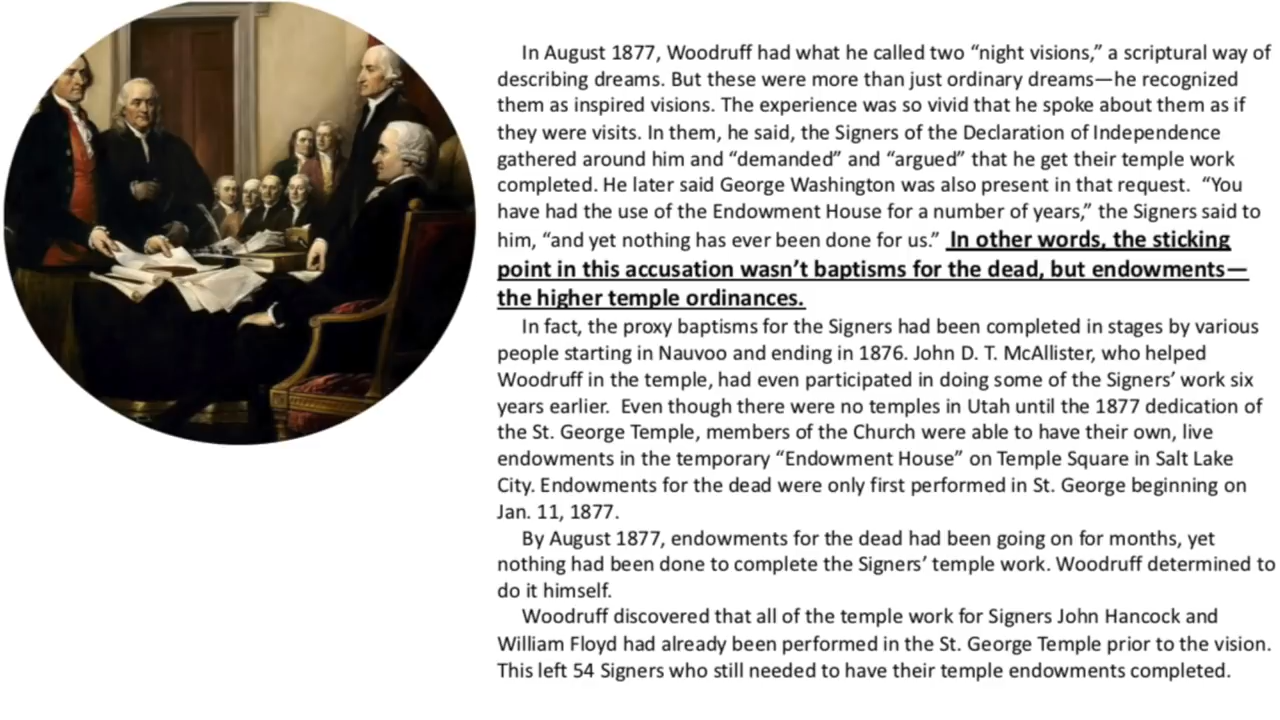 In August 1877, Woodruff had what he called two “night visions,” a scriptural way of
describing dreams. But these were more than just ordinary dreams—he recognized
them as inspired visions. The experience was so vivid that he spoke about them as if
they were visits. In them, he said, the Signers of the Declaration of Independence
gathered around him and “demanded” and “argued” that he get their temple work
completed. He later said George Washington was also present in that request.  “You
have had the use of the Endowment House for a number of years,” the Signers said to
him, “and yet nothing has ever been done for us.”  In other words, the sticking
point in this accusation wasn’t baptisms for the dead, but endowments—
the higher temple ordinances.
In fact, the proxy baptisms for the Signers had been completed in stages by various
people starting in Nauvoo and ending in 1876. John D. T. McAllister, who helped
Woodruff in the temple, had even participated in doing some of the Signers’ work six
years earlier.  Even though there were no temples in Utah until the 1877 dedication of
the St. George Temple, members of the Church were able to have their own, live
endowments in the temporary “Endowment House” on Temple Square in Salt Lake
City. Endowments for the dead were only first performed in St. George beginning on
Jan. 11, 1877.
By August 1877, endowments for the dead had been going on for months, yet
nothing had been done to complete the Signers’ temple work. Woodruff determined to
do it himself.
Woodruff discovered that all of the temple work for Signers John Hancock and
William Floyd had already been performed in the St. George Temple prior to the vision.
This left 54 Signers who still needed to have their temple endowments completed.